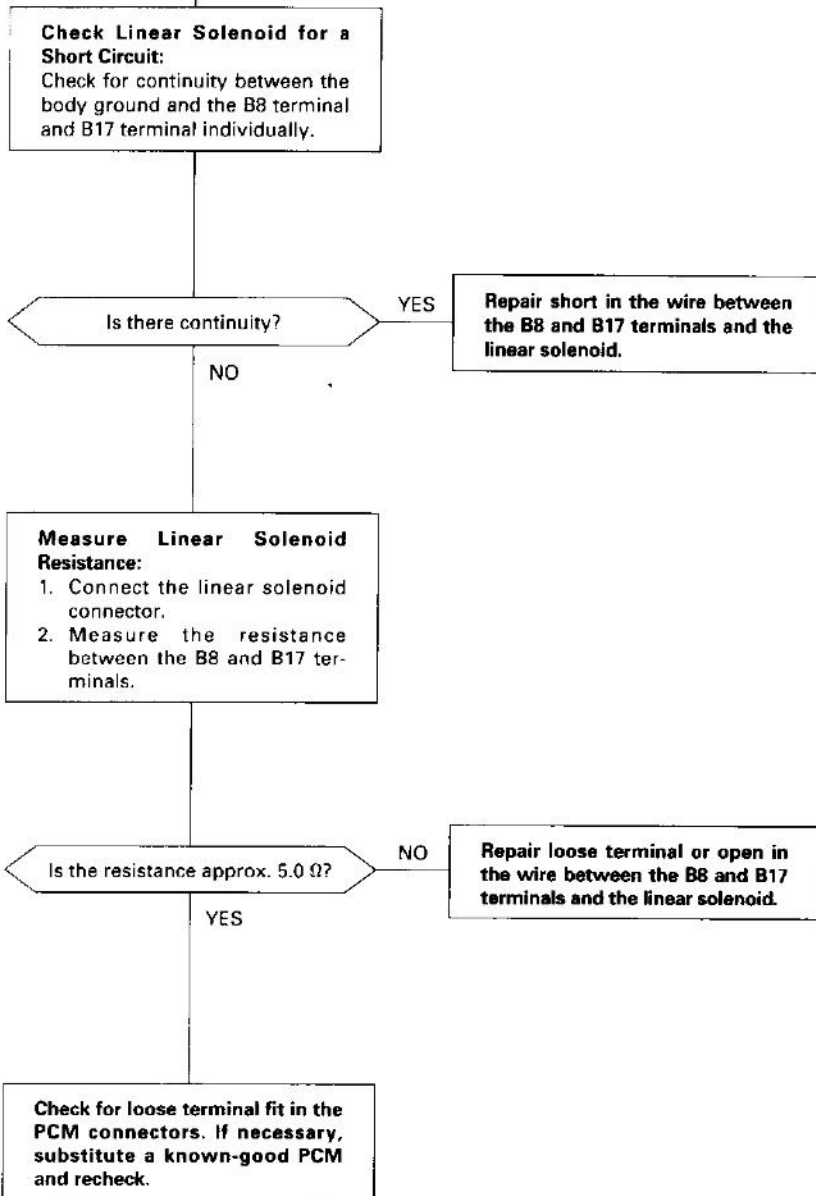 Check Linear Solenoid for a
Short Circuit:
Check for continuity between the
body ground and the B8 terminal
and B17 terminal individually.
Is there continuity?
YES
Repair short in the wire between
the B8 and B17 terminals and the
linear solenoid.
NO
Measure Linear Solenoid
Resistance:
1. Connect the linear solenoid
connector.
2. Measure the resistance
between the B8 and B17 ter-
minals.
Is the resistance approx. 5.0 Ω?
NO
Repair loose terminal or open in
the wire between the B8 and B17
terminals and the linear solenoid.
YES
Check for loose terminal fit in the
PCM connectors. If necessary,
substitute a known-good PCM
and recheck.